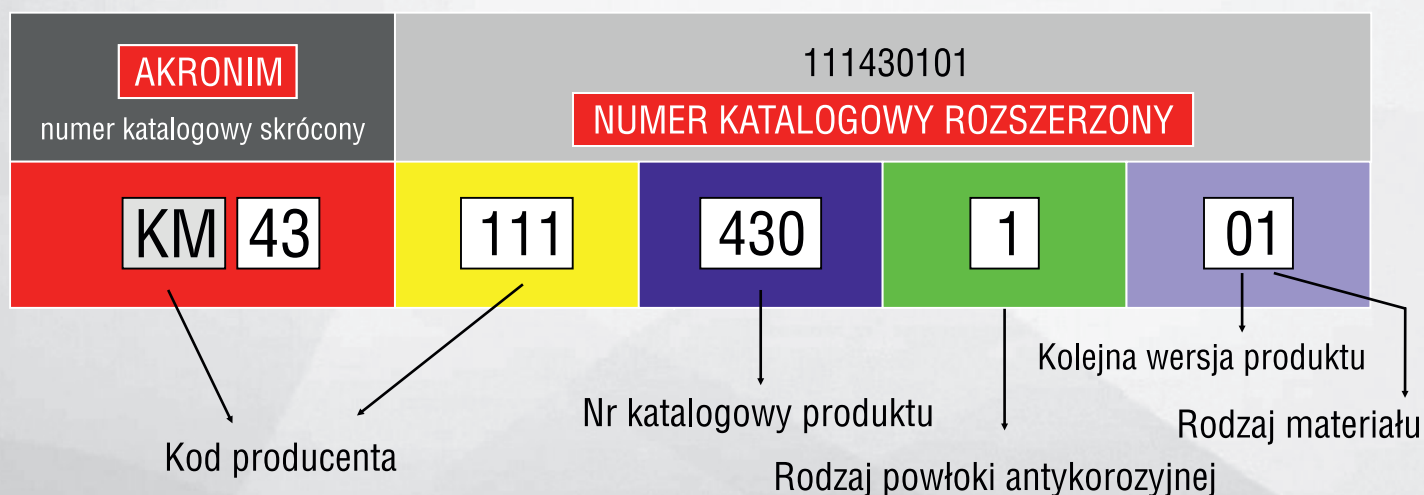 AKRONIM
numer katalogowy skrócony
111430101
NUMER KATALOGOWY ROZSZERZONY
KM 43
111
430
1
01
Kolejna wersja produktu
Nr katalogowy produktu
Rodzaj materiału
Kod producenta
Rodzaj powłoki antykorozyjnej